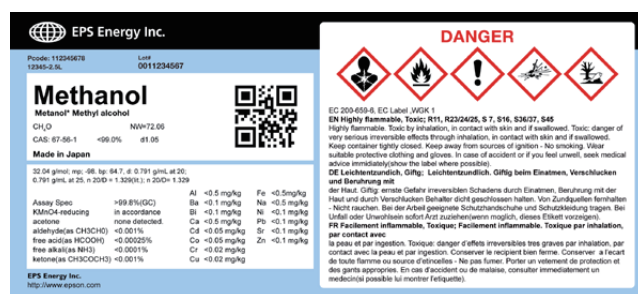 EPS Energy Inc.
Pcode: 112345678
12345-2.5L
Lot#
0011234567
Methanol
Metanol* Methyl alcohol
CH₄O NW=72.06
CAS: 67-56-1 <99.0% d1.05
Made in Japan
32.04 g/mol; mp; -98. bp: 64.7, d: 0.791 g/mL at 20;
0.791 g/mL at 25, n 20/D = 1.329(lit.); n 20/D= 1.329
Assay Spec >99.8%(GC)
KMnO4-reducing in accordance
acetone none detected.
aldehyde(as CH3CH0) <0.001%
free acid(as HCOOH) <0.00025%
free alkali(as NH3) <0.0001%
ketone(as CH3COCH3) <0.001%
Al <0.5 mg/kg
Ba <0.1 mg/kg
Bi <0.1 mg/kg
Ca <0.5 mg/kg
Cd <0.05 mg/kg
Co <0.05 mg/kg
Cr <0.02 mg/kg
Cu <0.02 mg/kg
Fe <0.5mg/kg
Na <0.5 mg/kg
Ni <0.1 mg/kg
Pb <0.1 mg/kg
Sr <0.1 mg/kg
Zn <0.1 mg/kg
EPS Energy Inc.
http://www.epson.com
DANGER
EC 200-659-6, EC Label ,WGK 1
EN Highly flammable, Toxic; R11, R23/24/25, S 7, S16, S36/37, S45
Highly flammable. Toxic by inhalation, in contact with skin and if swallowed. Toxic: danger of
very serious irreversible effects through inhalation, in contact with skin and if swallowed.
Keep container tightly closed. Keep away from sources of ignition - No smoking. Wear
suitable protective clothing and gloves. In case of accident or if you feel unwell, seek medical
advice immediately(show the label where possible).
DE Leichtentzundich, Giftig; Leichtentzundlich. Giftig beim Einatmen, Verschlucken
und Beruhrung mit
der Haut. Giftig: ernste Gefahr irreversiblen Schadens durch Einatmen, Beruhrung mit der
Haut und durch Verschlucken Behalter dicht geschlossen halten. Von Zundquellen fernhalten
- Nicht rauchen. Bei der Arbeit geeignete Schutzhandschuhe und Schutzkleidung tragen. Bei
Unfall oder Unwohlsein sofort Arzt zuziehen(wenn moglich, dieses Etikett vorzeigen).
FR Facilement inflammable, Toxique; Facilement inflammable. Toxique par inhalation,
par contact avec
la peau et par ingestion. Toxique: danger d'effets irreversibles tres graves par inhalation, par
contact avec la peau et par ingestion. Conserver le recipient bien ferme. Conserver a l'ecart
de toute flamme ou source d'etincelles - Ne pas fumer. Porter un vetement de protection et
des gants appropries. En cas d'accident ou de malaise, consulter immediatement un
medecin(si possible lui montrer l'etiquette).